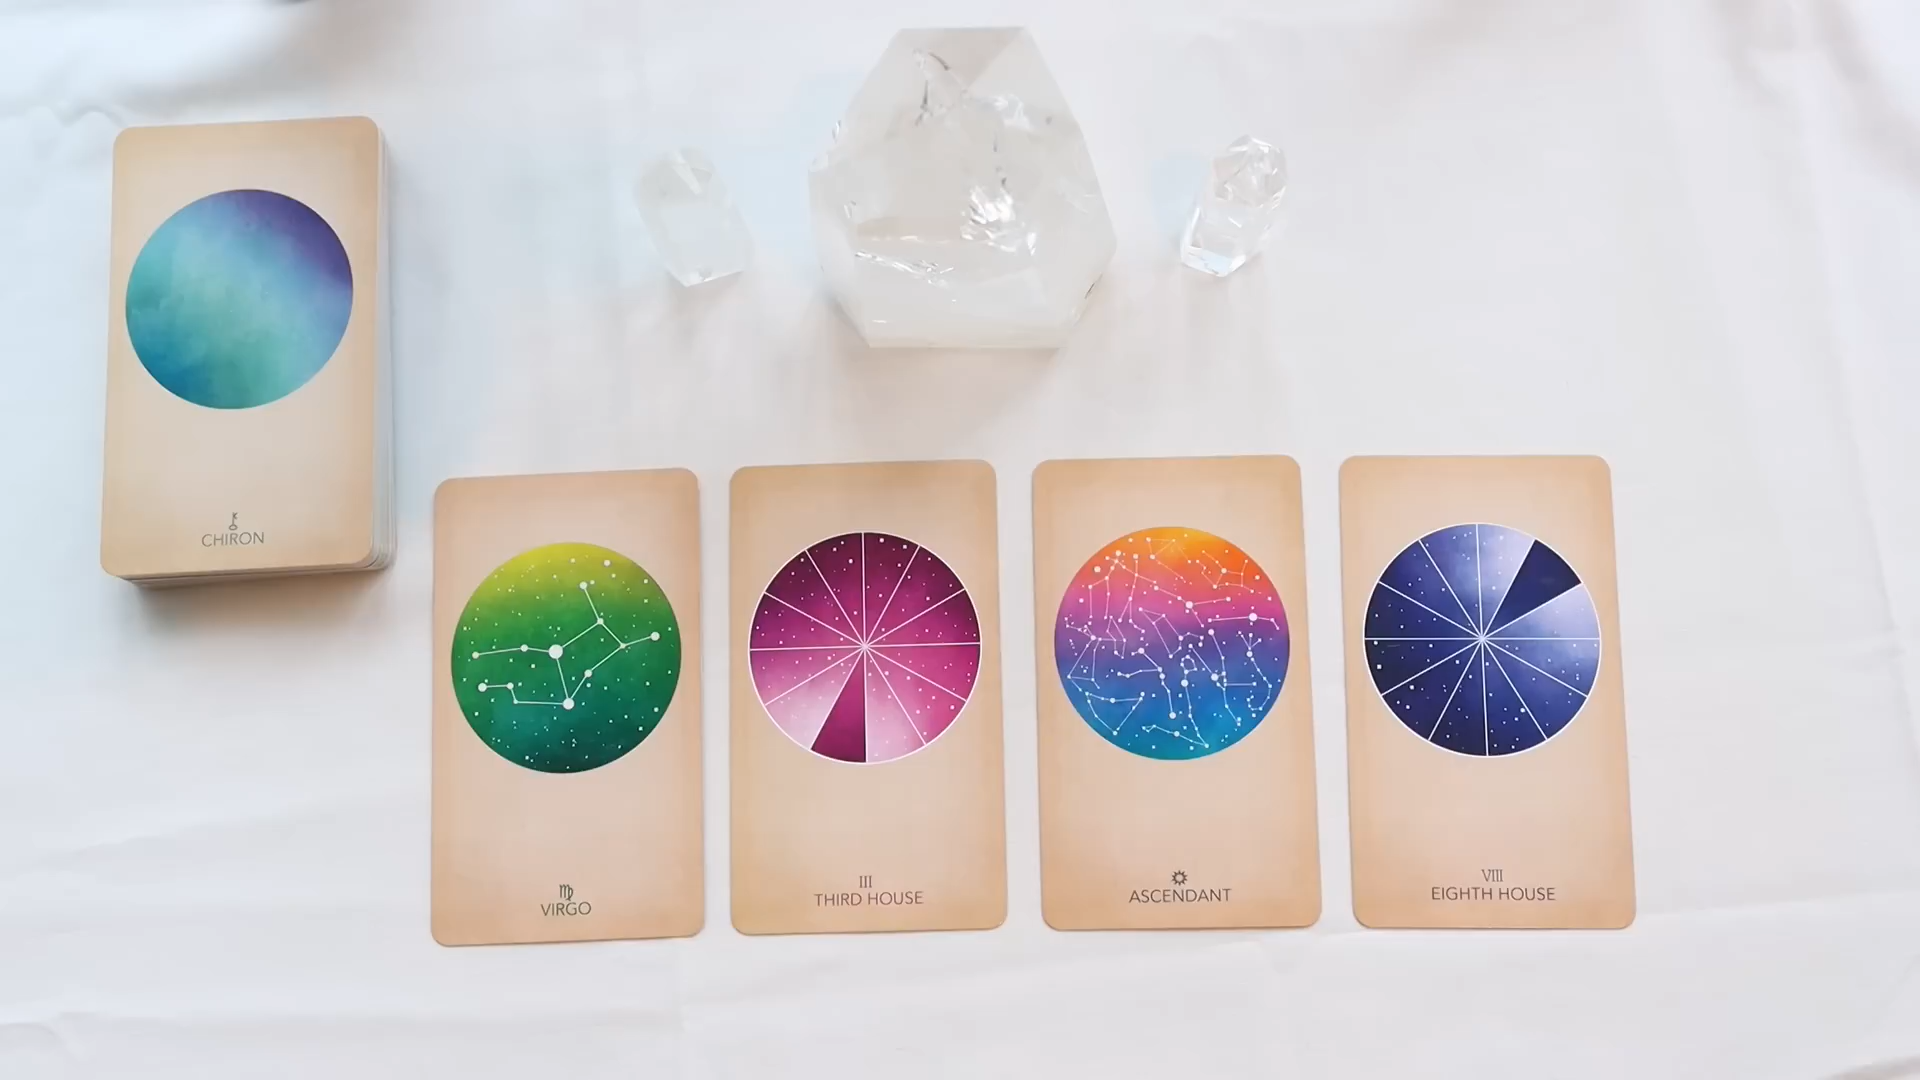 CHIRON
VIRGO
III
THIRD HOUSE
ASCENDANT
VIII
EIGHTH HOUSE